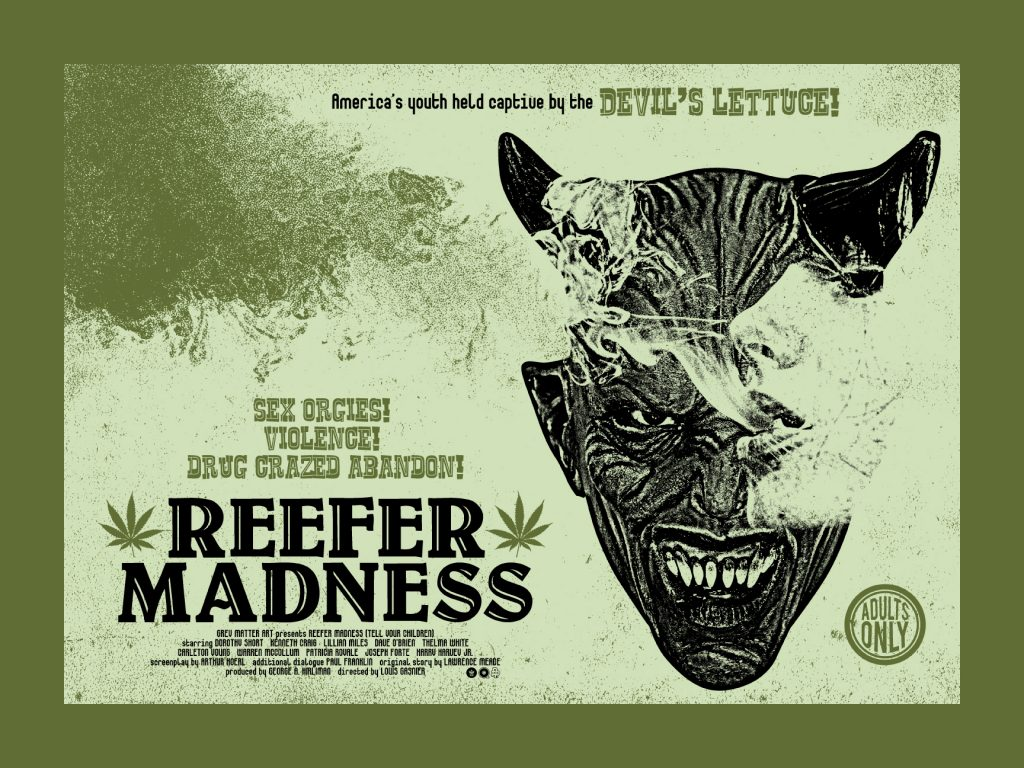 America's youth held captive by the DEVIL'S LETTUCE!
SEX ORGIES!
VIOLENCE!
DRUG CRAZED ABANDON!
REEFER
MADNESS
GREY MATTER ART presents REEFER MADNESS (TELL YOUR CHILDREN)
starring DOROTHY SHORT KENNETH CRAIG LILLIAN MILES DAVE O'BRIEN THELMA WHITE
CARLETON YOUNG WARREN MCCOLLUM PATRICIA ROYALE JOSEPH FORTE HARRY HARVEY JR.
screenplay by ARTHUR HOERL additional dialogue PAUL FRANKLIN original story by LAWRENCE MEADE
produced by GEORGE A. HIRLIMAN directed by LOUIS GASNIER
ADULTS
ONLY